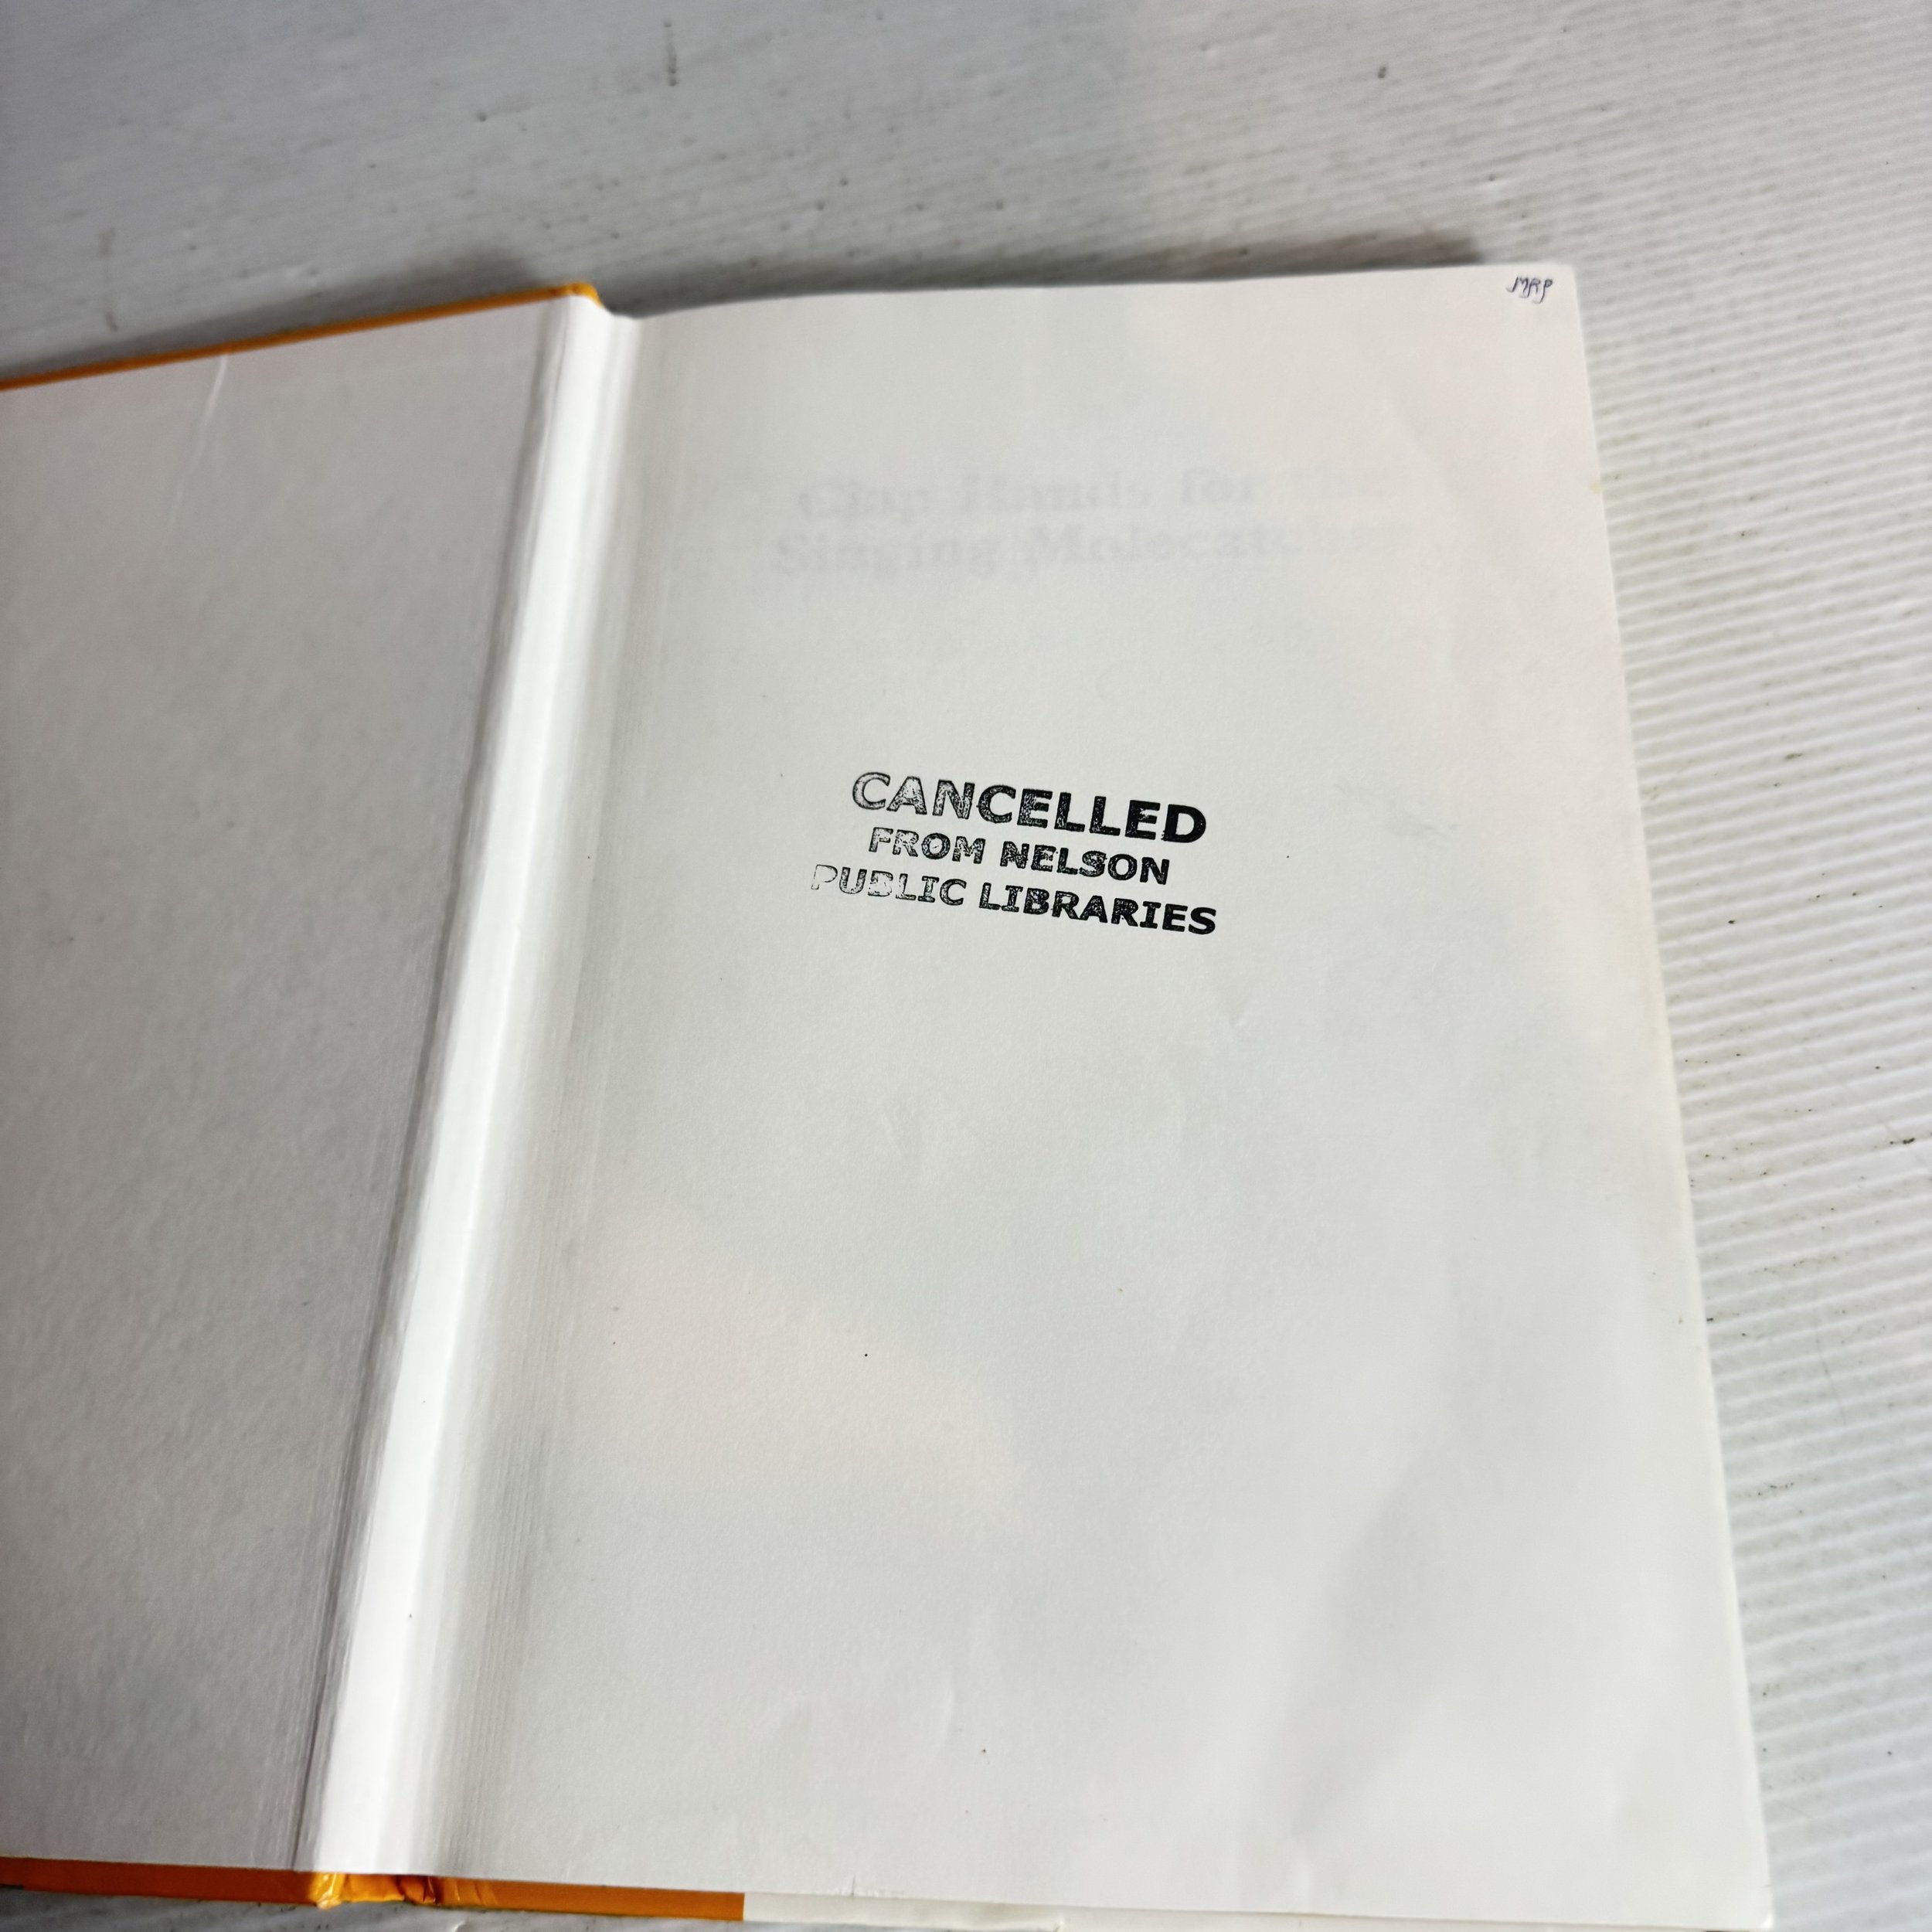 Clap Hands for the
Singing Molecatcher
CANCELLED
FROM NELSON
PUBLIC LIBRARIES